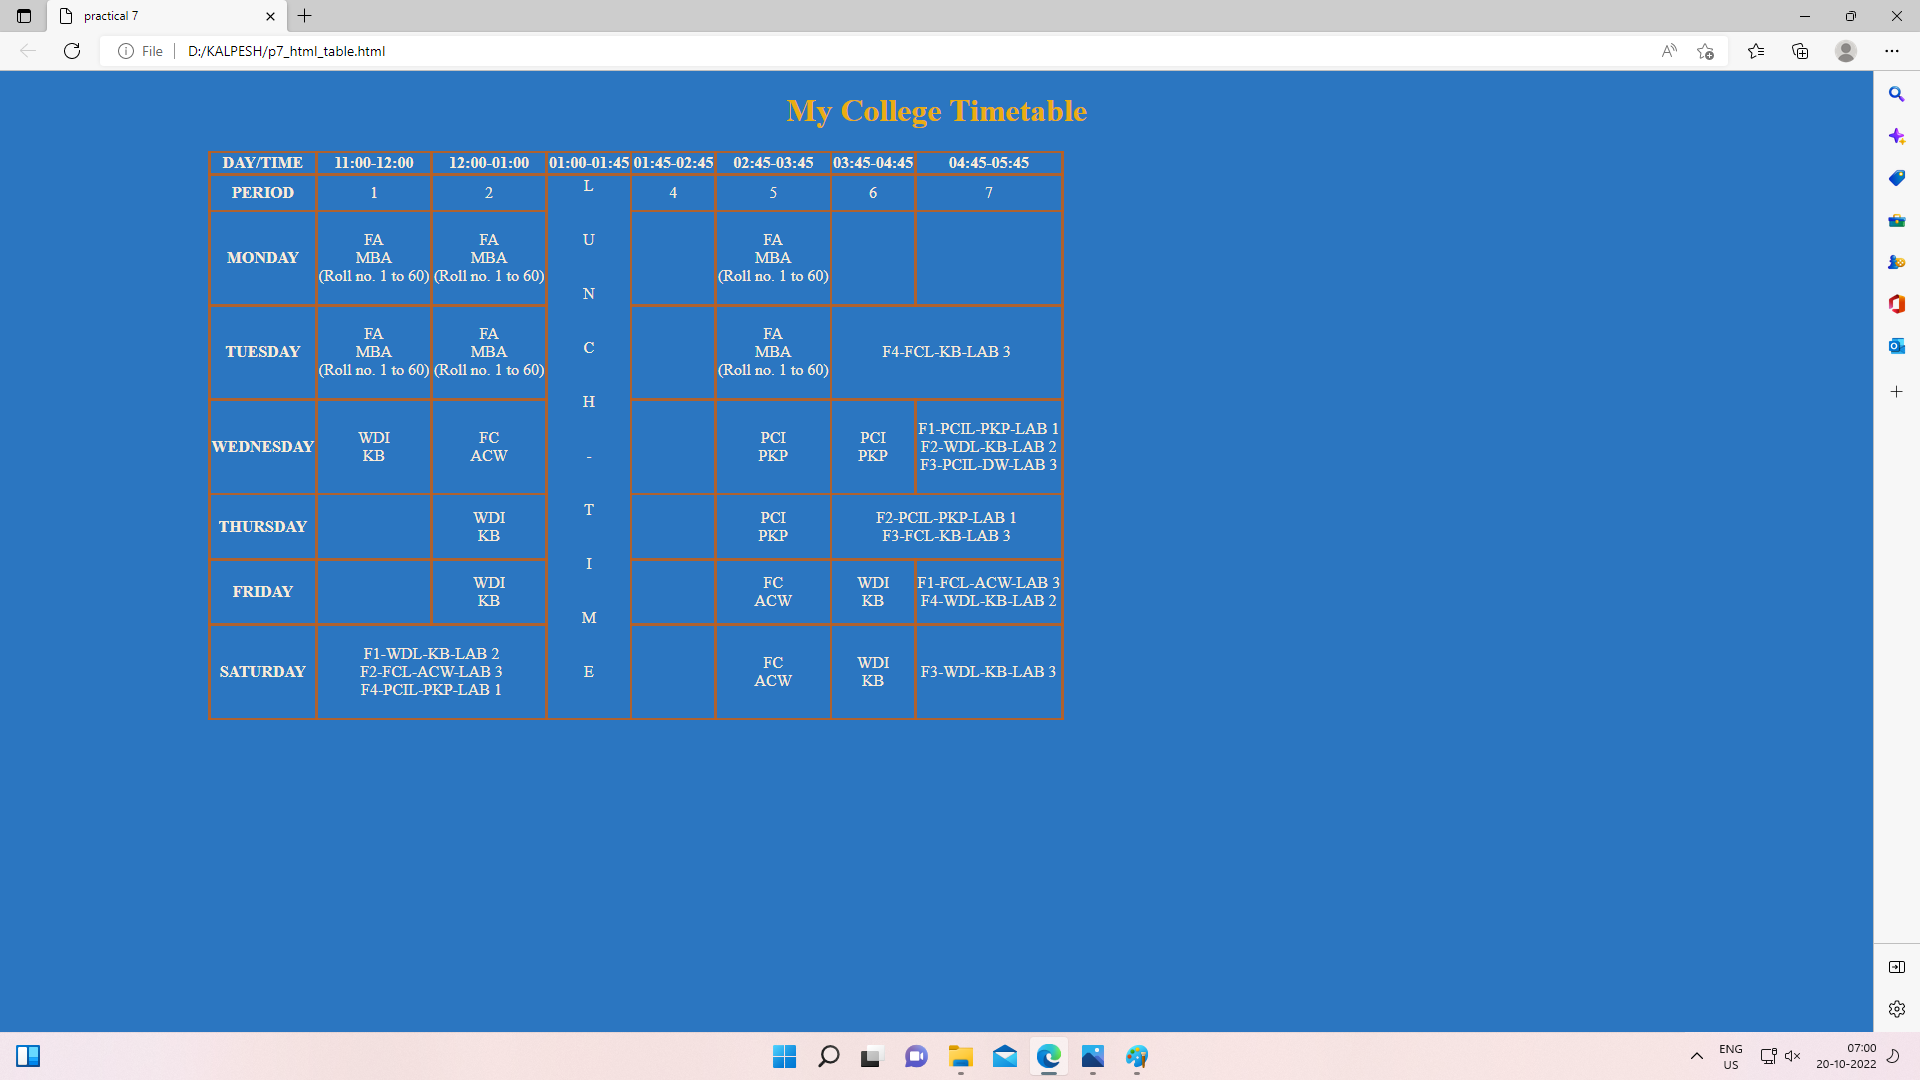 practical 7
File
D:/KALPESH/p7_html_table.html
My College Timetable
DAY/TIME 11:00-12:00 12:00-01:00 01:00-01:45 01:45-02:45 02:45-03:45 03:45-04:45 04:45-05:45
PERIOD 1 2 L 4 5 6 7
U
N
C
H
-
T
I
M
E
MONDAY
FA
MBA
(Roll no. 1 to 60)
FA
MBA
(Roll no. 1 to 60)
FA
MBA
(Roll no. 1 to 60)
TUESDAY
FA
MBA
(Roll no. 1 to 60)
FA
MBA
(Roll no. 1 to 60)
FA
MBA
(Roll no. 1 to 60)
F4-FCL-KB-LAB 3
WEDNESDAY
WDI
KB
FC
ACW
PCI
PKP
PCI
PKP
F1-PCIL-PKP-LAB 1
F2-WDL-KB-LAB 2
F3-PCIL-DW-LAB 3
THURSDAY
WDI
KB
PCI
PKP
F2-PCIL-PKP-LAB 1
F3-FCL-KB-LAB 3
FRIDAY
WDI
KB
FC
ACW
WDI
KB
F1-FCL-ACW-LAB 3
F4-WDL-KB-LAB 2
SATURDAY
F1-WDL-KB-LAB 2
F2-FCL-ACW-LAB 3
F4-PCIL-PKP-LAB 1
FC
ACW
WDI
KB
F3-WDL-KB-LAB 3
ENG
US
07:00
20-10-2022